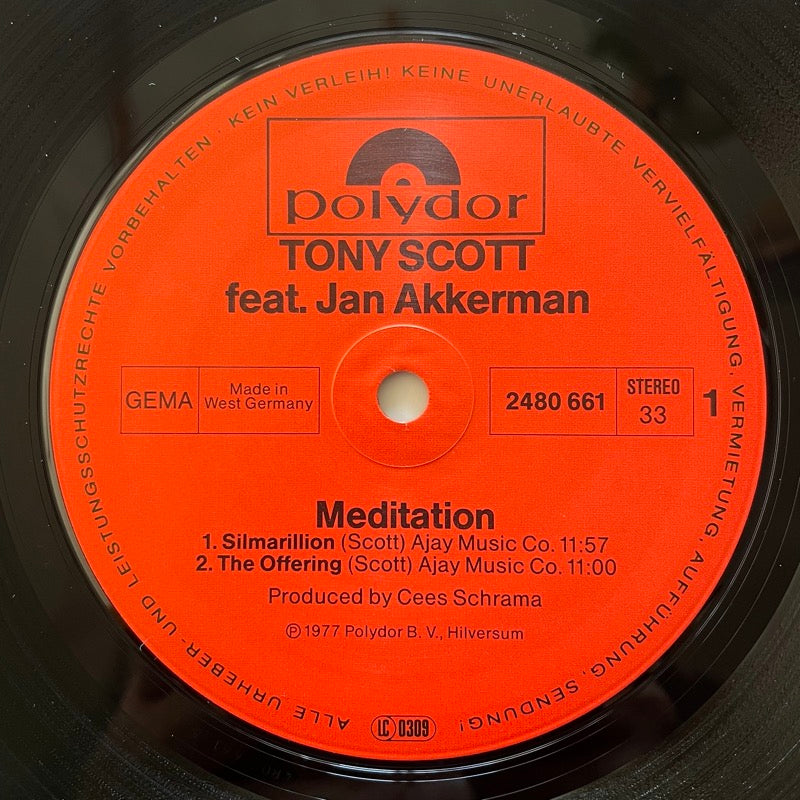 ALLE URHEBER- UND LEISTUNGSSCHUTZRECHTE VORBEHALTEN · KEIN VERLEIH! KEINE UNERLAUBTE VERVIELFÄLTIGUNG, VERMIETUNG, AUFFÜHRUNG, SENDUNG!
polydor
TONY SCOTT
feat. Jan Akkerman
GEMA
Made in
West Germany
2480 661
STEREO
33
1
Meditation
1. Silmarillion (Scott) Ajay Music Co. 11:57
2. The Offering (Scott) Ajay Music Co. 11:00
Produced by Cees Schrama
℗ 1977 Polydor B. V., Hilversum
LC 0309